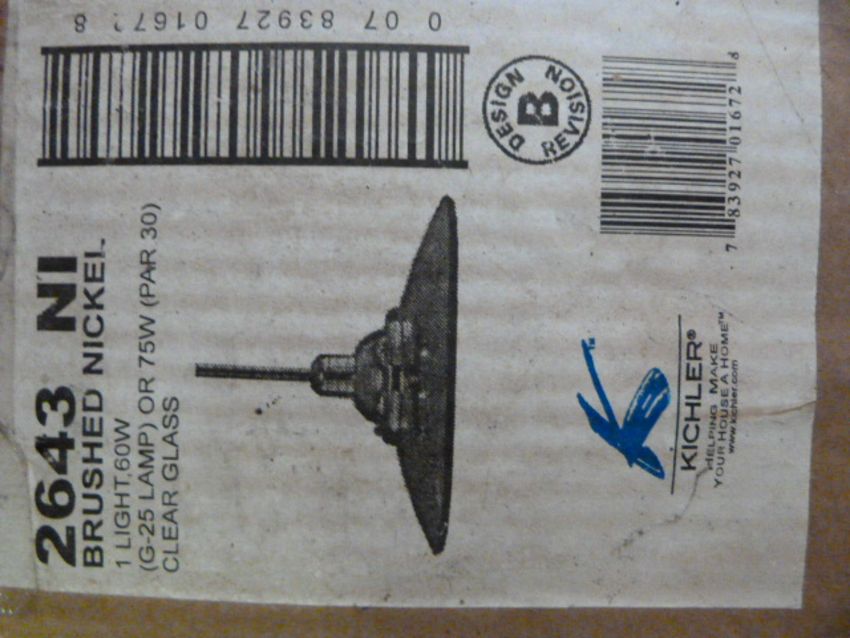 2643 NI
BRUSHED NICKEL
1 LIGHT,60W
(G-25 LAMP) OR 75W (PAR 30)
CLEAR GLASS
0 07 83927 01672 8
DESIGN REVISION
B
7 83927 01672 8
KICHLER®
HELPING MAKE
YOUR HOUSE A HOME™
www.kichler.com